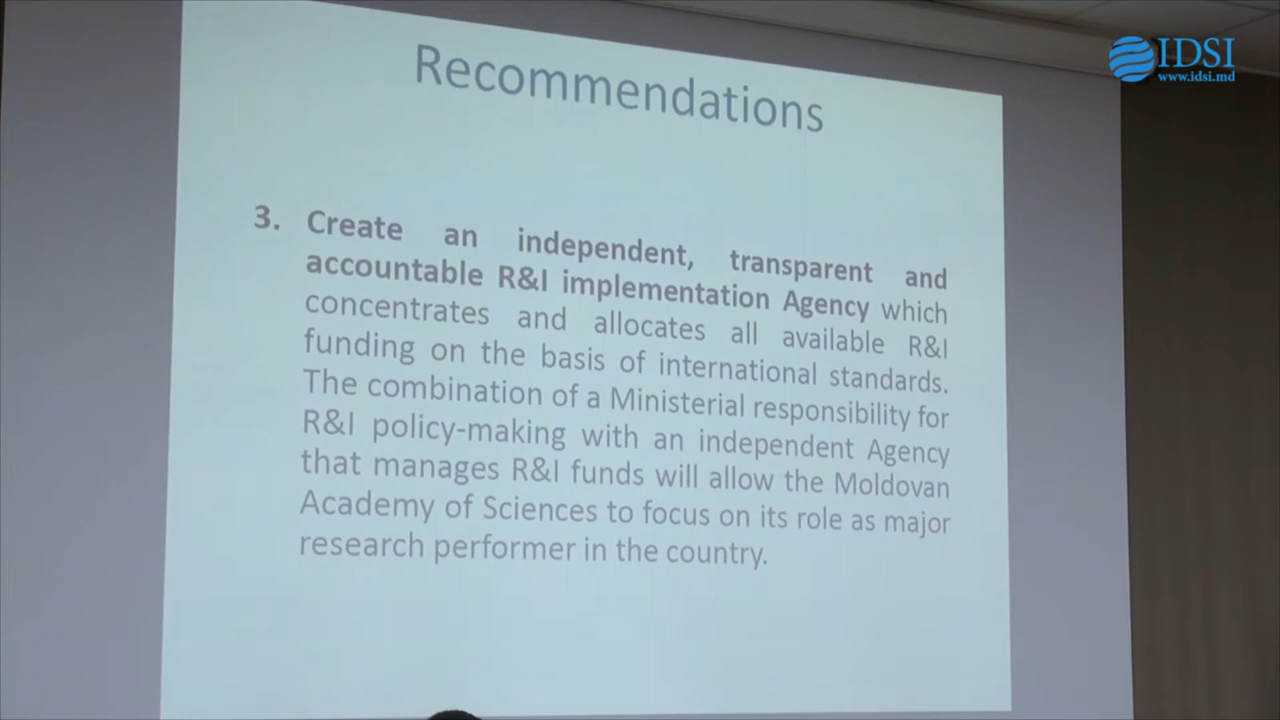 IDSI
www.idsi.md
Recommendations
3. Create an independent, transparent and
accountable R&I implementation Agency which
concentrates and allocates all available R&I
funding on the basis of international standards.
The combination of a Ministerial responsibility for
R&I policy-making with an independent Agency
that manages R&I funds will allow the Moldovan
Academy of Sciences to focus on its role as major
research performer in the country.